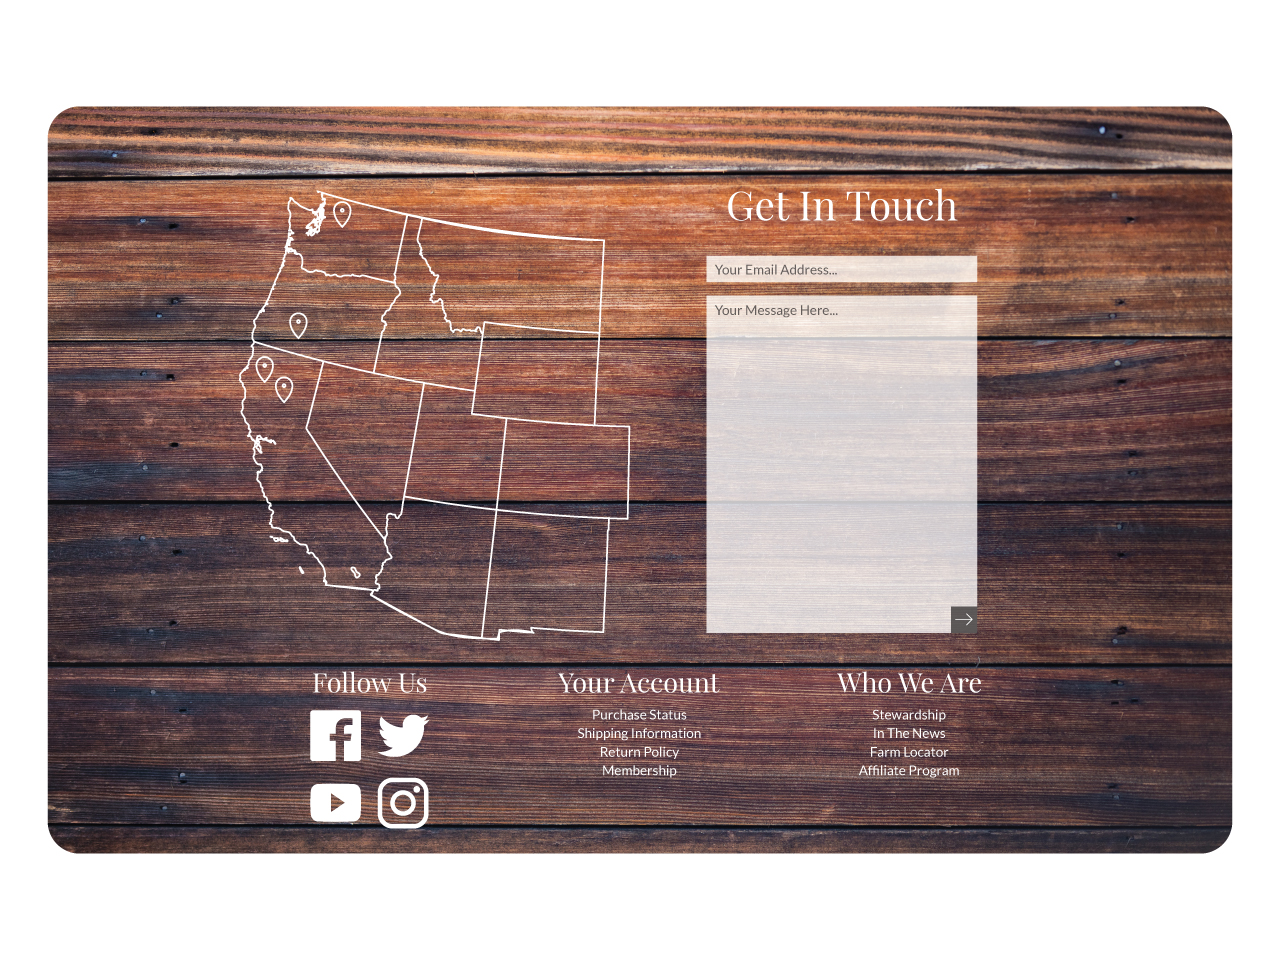 Get In Touch
Your Email Address...
Your Message Here...
Follow Us
Your Account
Purchase Status
Shipping Information
Return Policy
Membership
Who We Are
Stewardship
In The News
Farm Locator
Affiliate Program